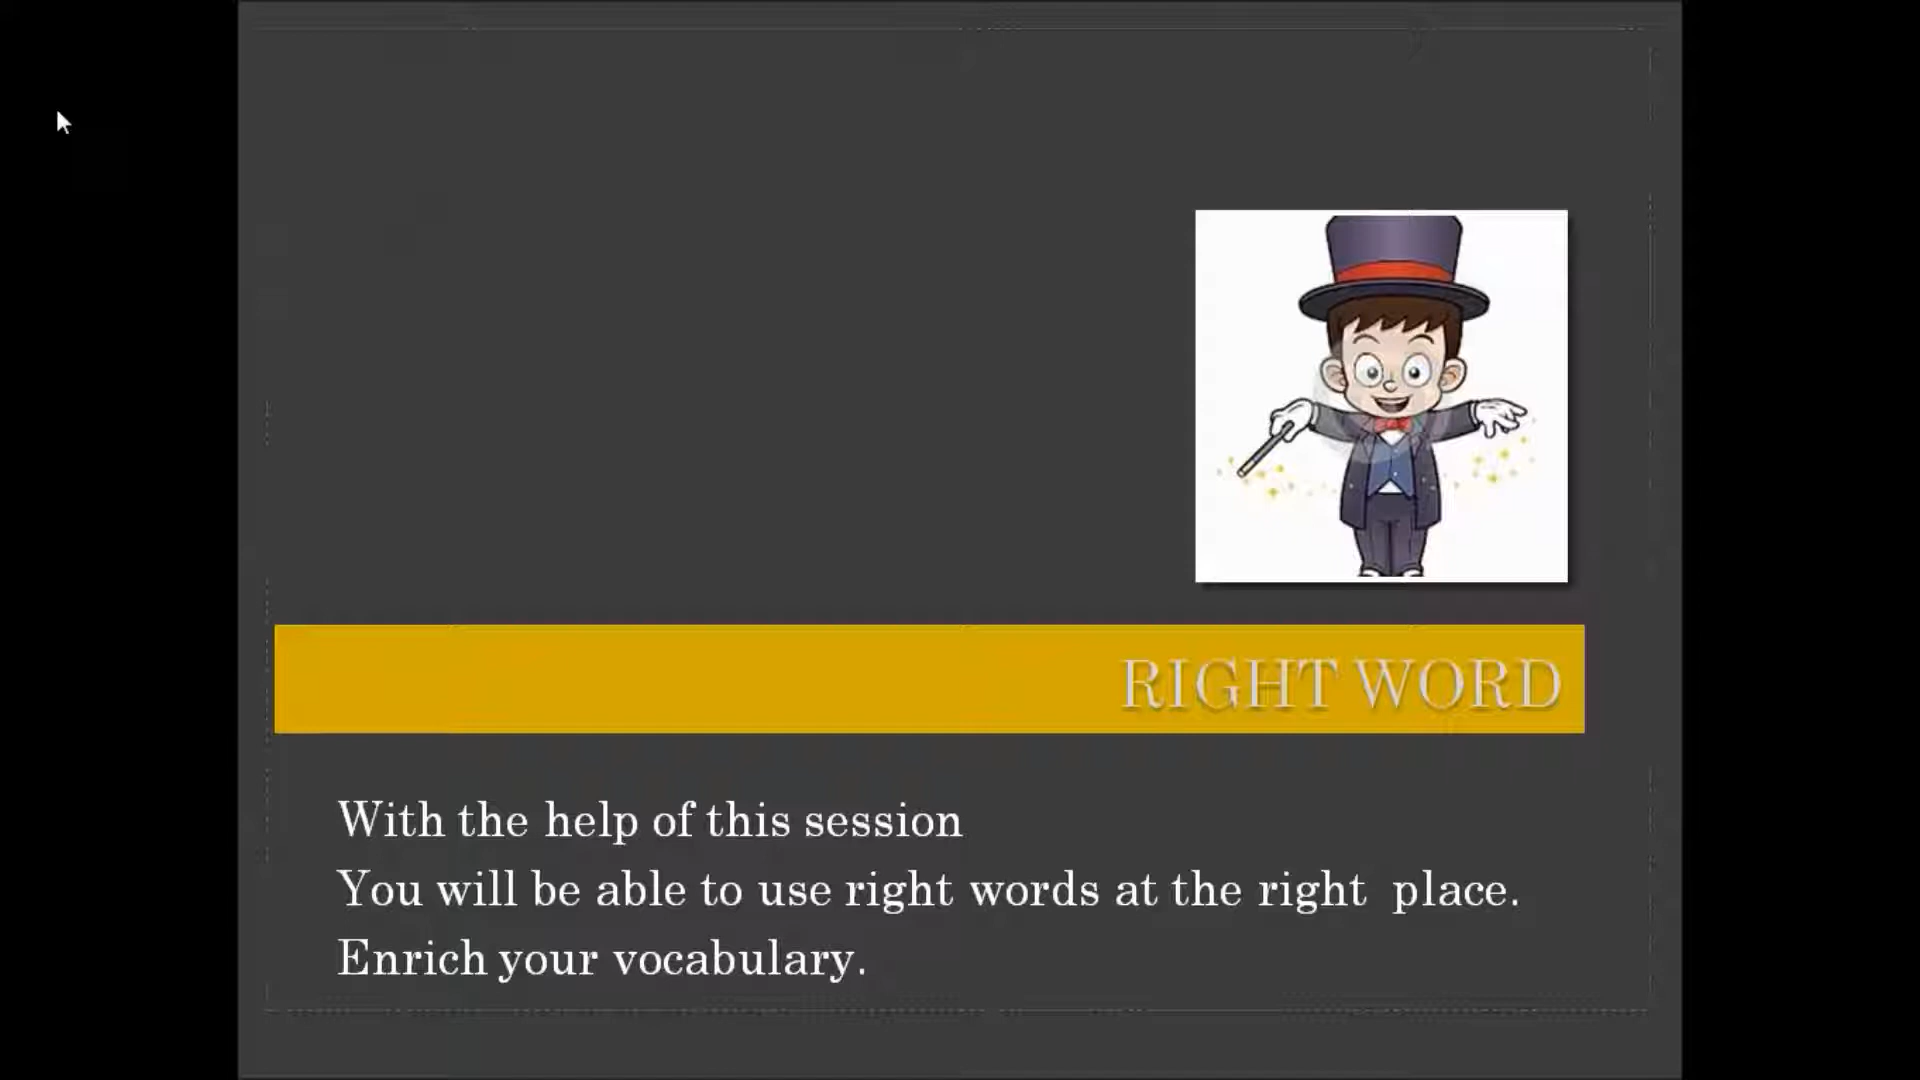 RIGHT WORD
With the help of this session
You will be able to use right words at the right place.
Enrich your vocabulary.